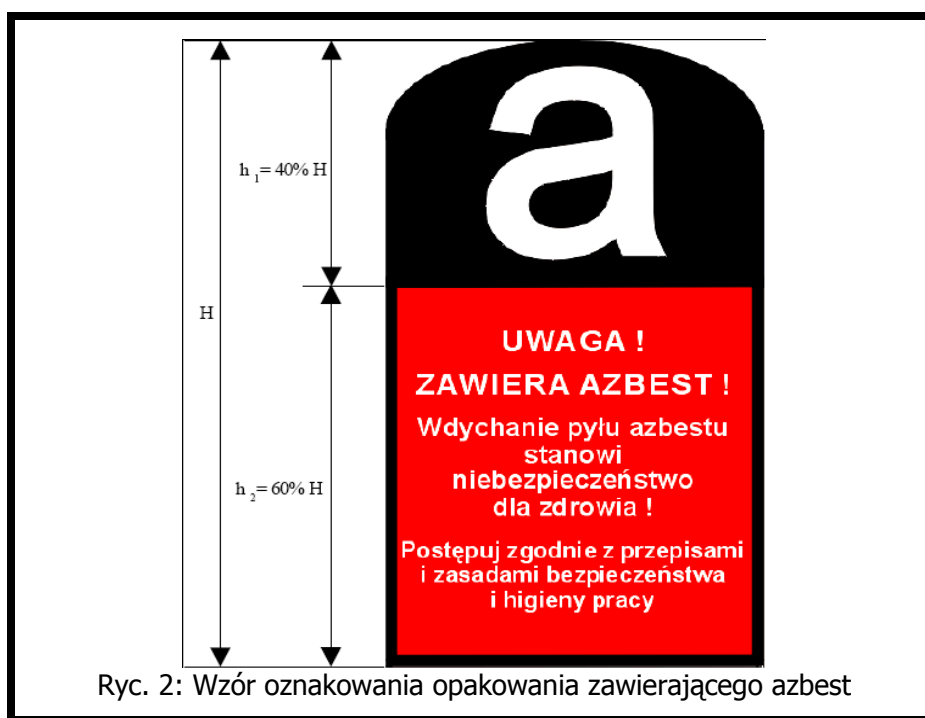 a
h 1 = 40% H
H
h 2 = 60% H
UWAGA !
ZAWIERA AZBEST !
Wdychanie pyłu azbestu
stanowi
niebezpieczeństwo
dla zdrowia !
Postępuj zgodnie z przepisami
i zasadami bezpieczeństwa
i higieny pracy
Ryc. 2: Wzór oznakowania opakowania zawierającego azbest